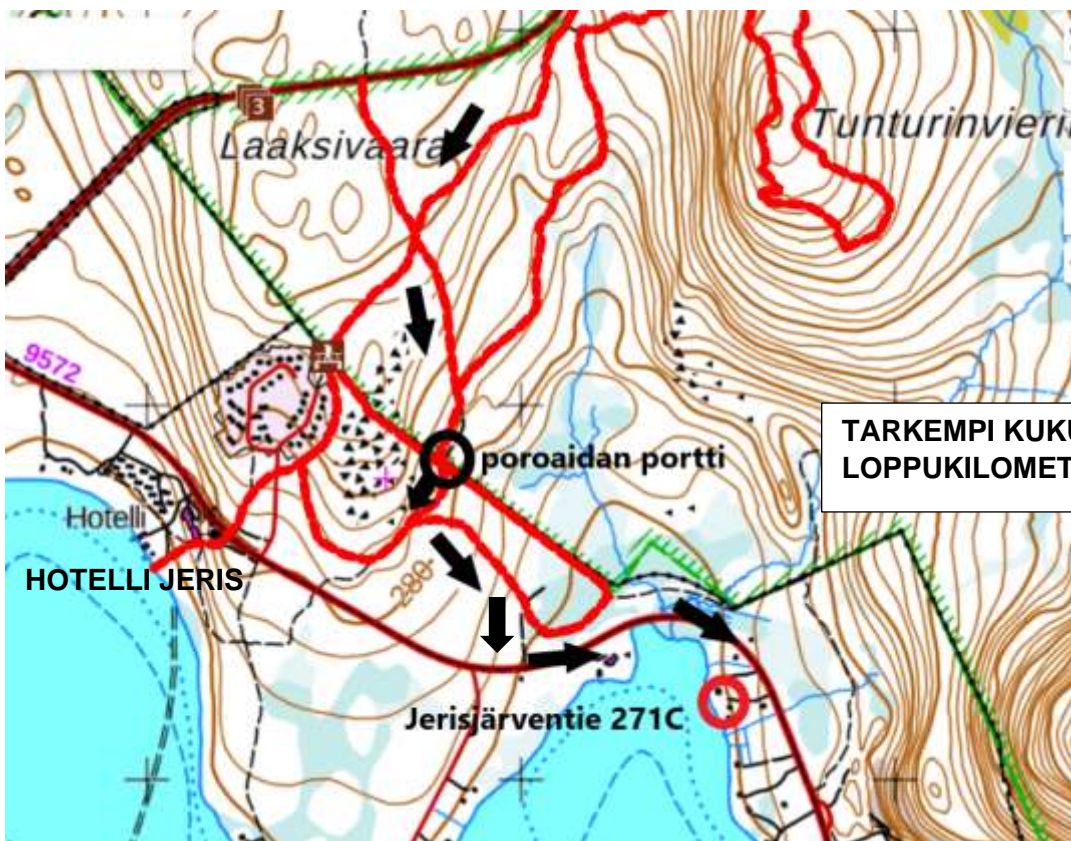 3
Laaksivaara
Tunturinvieri
9572
poroaidan portti
TARKEMPI KUKU
LOPPUKILOMET
Hotelli
HOTELLI JERIS
280
Jerisjärventie 271C